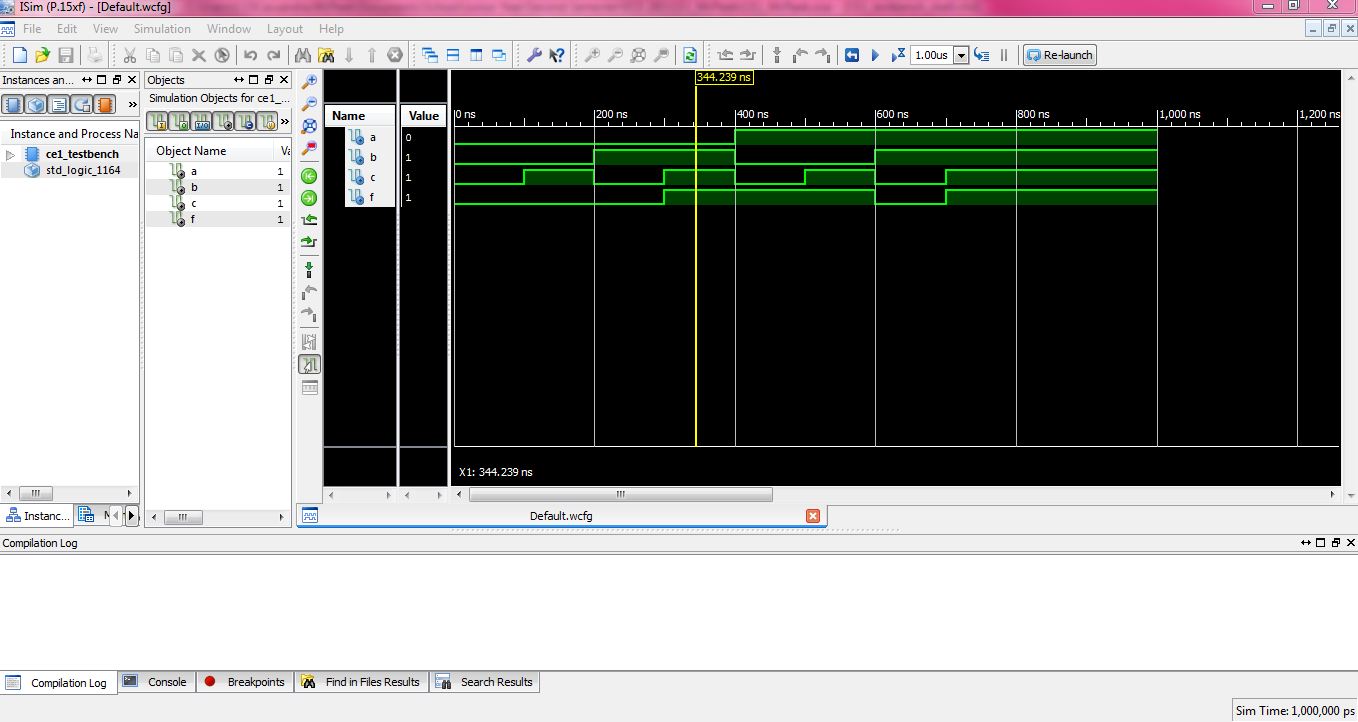 ISim (P.15xf) - [Default.wcfg]
File Edit View Simulation Window Layout Help
1.00us Re-launch
Instances an... Objects
Simulation Objects for ce1_...
Instance and Process Na
ce1_testbench
std_logic_1164
Object Name
a 1
b 1
c 1
f 1
Name Value
a 0
b 1
c 1
f 1
344.239 ns
0 ns 200 ns 400 ns 600 ns 800 ns 1,000 ns 1,200 ns
X1: 344.239 ns
Instanc...
Default.wcfg
Compilation Log
Compilation Log Console Breakpoints Find in Files Results Search Results
Sim Time: 1,000,000 ps